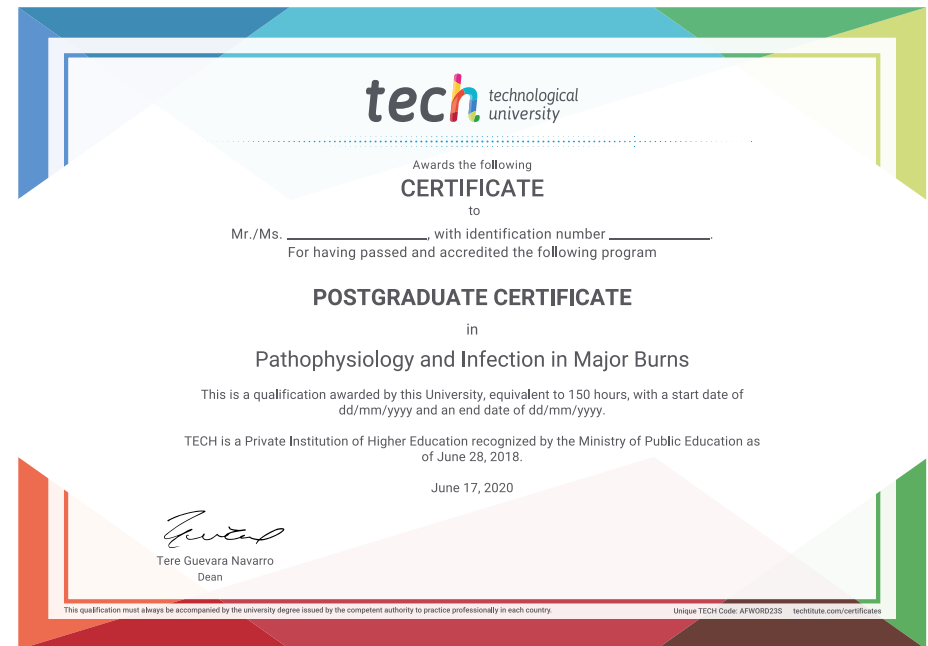 tech technological
university
Awards the following
CERTIFICATE
to
Mr./Ms. ____________________, with identification number ______________.
For having passed and accredited the following program
POSTGRADUATE CERTIFICATE
in
Pathophysiology and Infection in Major Burns
This is a qualification awarded by this University, equivalent to 150 hours, with a start date of
dd/mm/yyyy and an end date of dd/mm/yyyy.
TECH is a Private Institution of Higher Education recognized by the Ministry of Public Education as
of June 28, 2018.
June 17, 2020
Tere Guevara Navarro
Dean
This qualification must always be accompanied by the university degree issued by the competent authority to practice professionally in each country.
Unique TECH Code: AFWORD23S techtitute.com/certificates